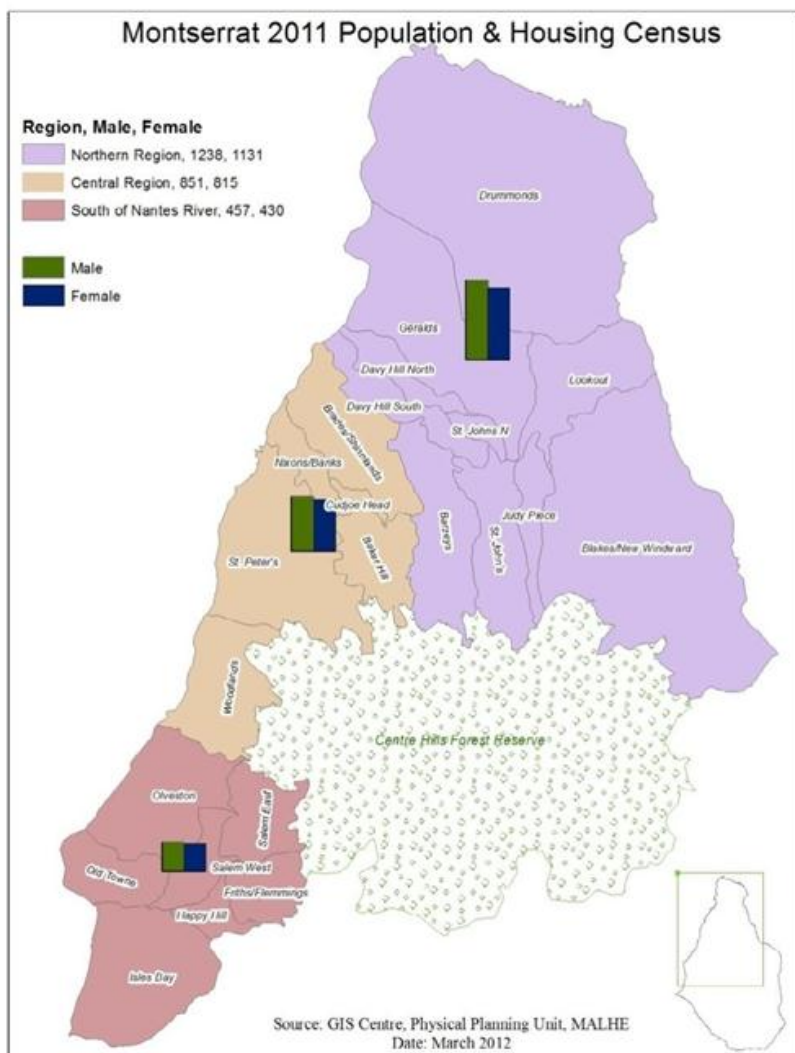 Montserrat 2011 Population & Housing Census
Region, Male, Female
Northern Region, 1238, 1131
Central Region, 851, 815
South of Nantes River, 457, 430
Male
Female
Drummonds
Geralds
Davy Hill North
Lookout
Davy Hill South
St. Johns N
Brades/Shinnlands
Nixons/Banks
Cudjoe Head
Judy Piece
Barzeys
St. John's
Blakes/New Windward
Baker Hill
St. Peter's
Woodlands
Centre Hills Forest Reserve
Olveston
Salem East
Old Towne
Salem West
Friths/Flemmings
Happy Hill
Isles Day
Source: GIS Centre, Physical Planning Unit, MALHE
Date: March 2012